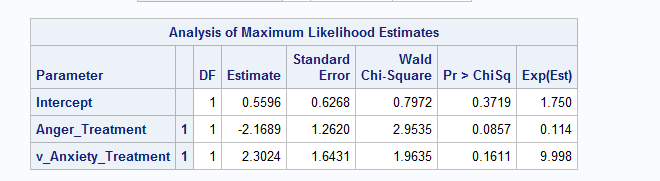 Analysis of Maximum Likelihood Estimates
Parameter DF Estimate Standard Error Wald Chi-Square Pr > ChiSq Exp(Est)
Intercept 1 0.5596 0.6268 0.7972 0.3719 1.750
Anger_Treatment 1 1 -2.1689 1.2620 2.9535 0.0857 0.114
v_Anxiety_Treatment 1 1 2.3024 1.6431 1.9635 0.1611 9.998